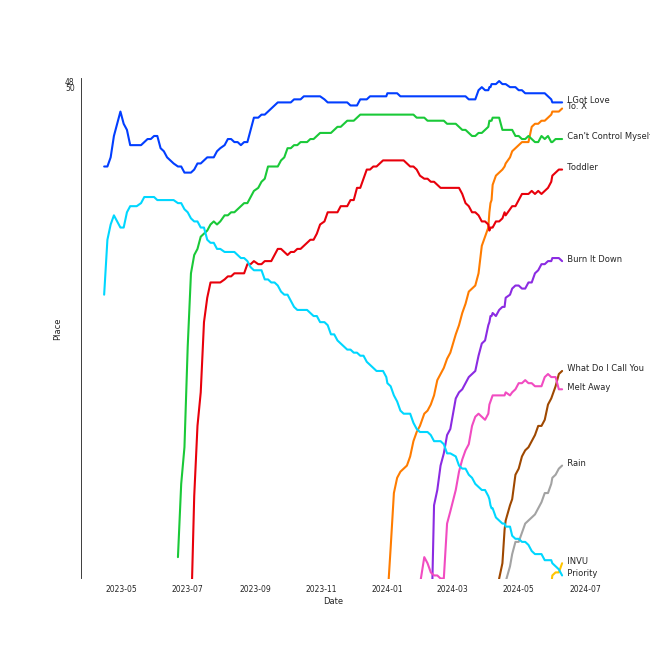 48
50
I Got Love
To. X
Can't Control Mysel
Toddler
Burn It Down
What Do I Call You
Melt Away
Rain
INVU
Priority
Place
2023-05
2023-07
2023-09
2023-11
2024-01
2024-03
2024-05
2024-07
Date